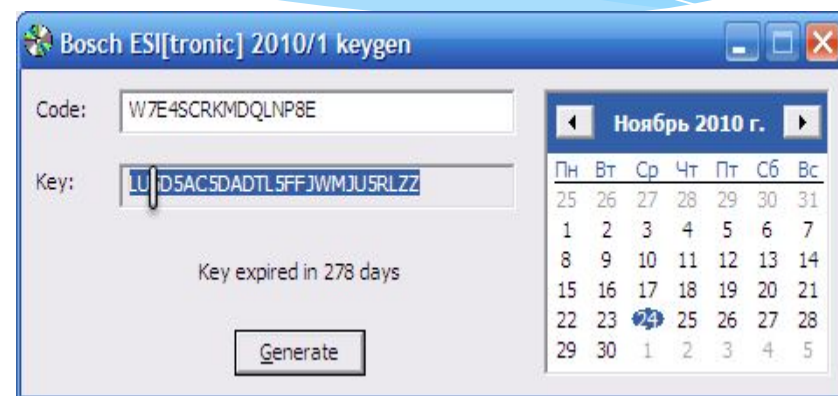 Bosch ESI[tronic] 2010/1 keygen
Code: W7E4SCRKMDQLNP8E
Key:
Key expired in 278 days
Generate
Ноябрь 2010 г.
Пн Вт Ср Чт Пт Сб Вс
25 26 27 28 29 30 31
1 2 3 4 5 6 7
8 9 10 11 12 13 14
15 16 17 18 19 20 21
22 23 24 25 26 27 28
29 30 1 2 3 4 5